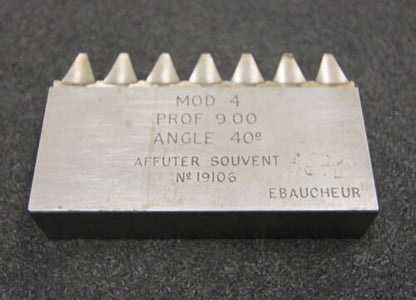 MOD 4
PROF 9.00
ANGLE 40º
AFFUTER SOUVENT
Nº 19106
EBAUCHEUR